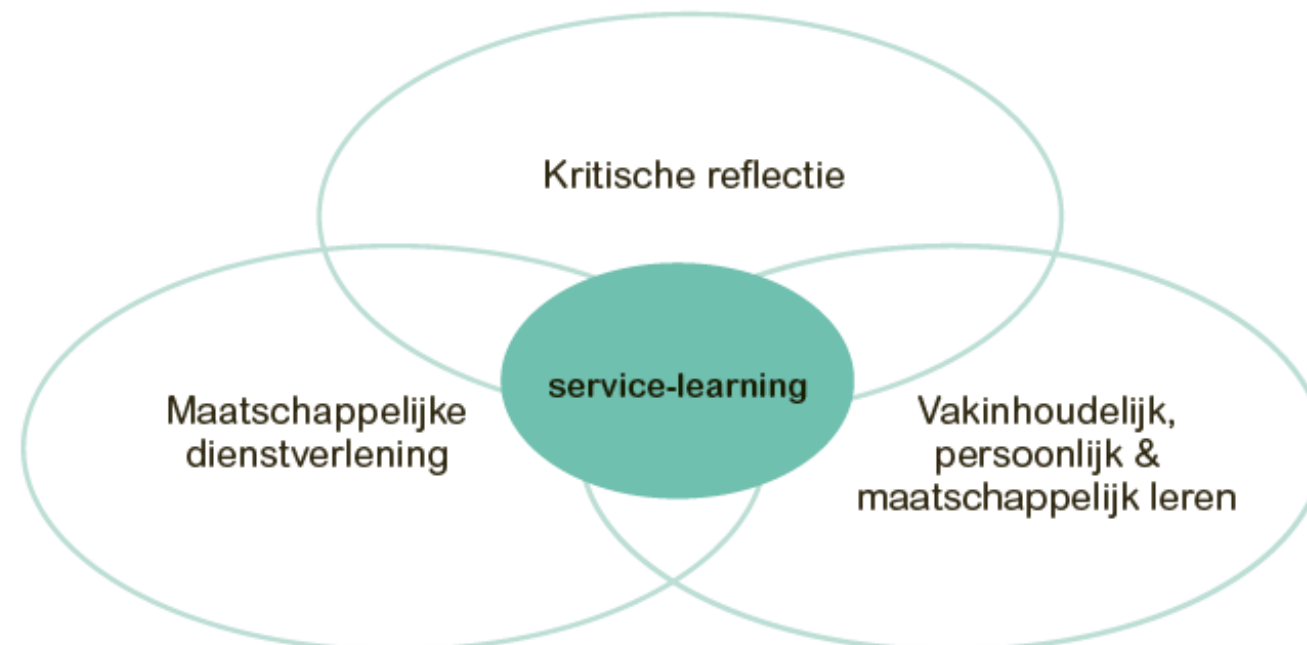 Kritische reflectie
service-learning
Maatschappelijke
dienstverlening
Vakinhoudelijk,
persoonlijk &
maatschappelijk leren